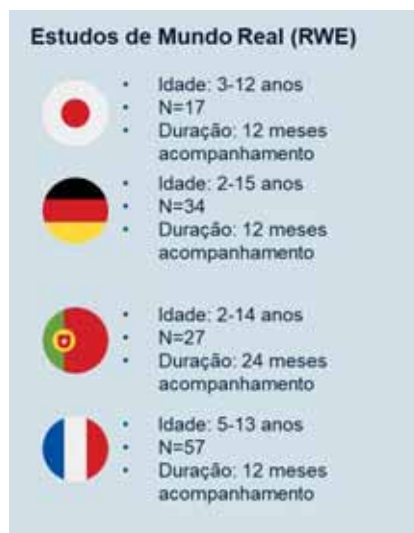 Estudos de Mundo Real (RWE)
• Idade: 3-12 anos
• N=17
• Duração: 12 meses
acompanhamento
• Idade: 2-15 anos
• N=34
• Duração: 12 meses
acompanhamento
• Idade: 2-14 anos
• N=27
• Duração: 24 meses
acompanhamento
• Idade: 5-13 anos
• N=57
• Duração: 12 meses
acompanhamento